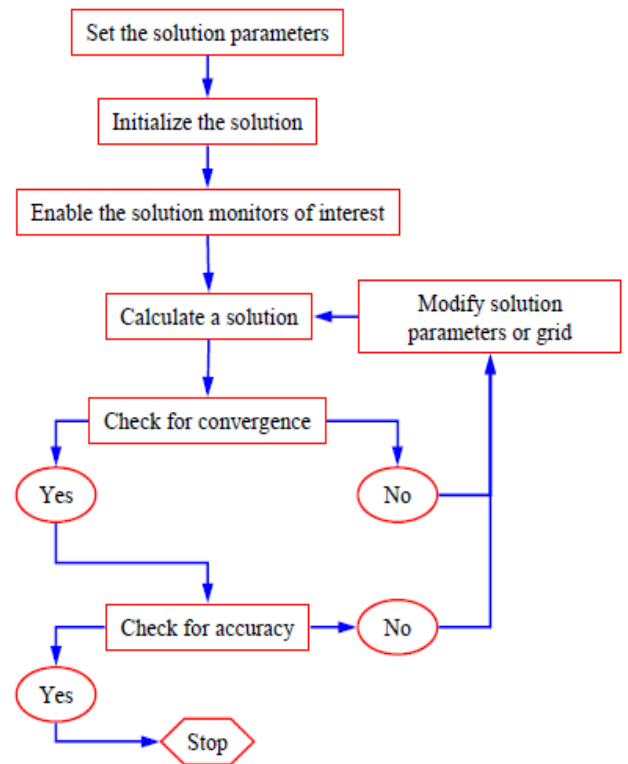 Set the solution parameters
Initialize the solution
Enable the solution monitors of interest
Calculate a solution
Modify solution
parameters or grid
Check for convergence
Yes
No
Check for accuracy
No
Yes
Stop